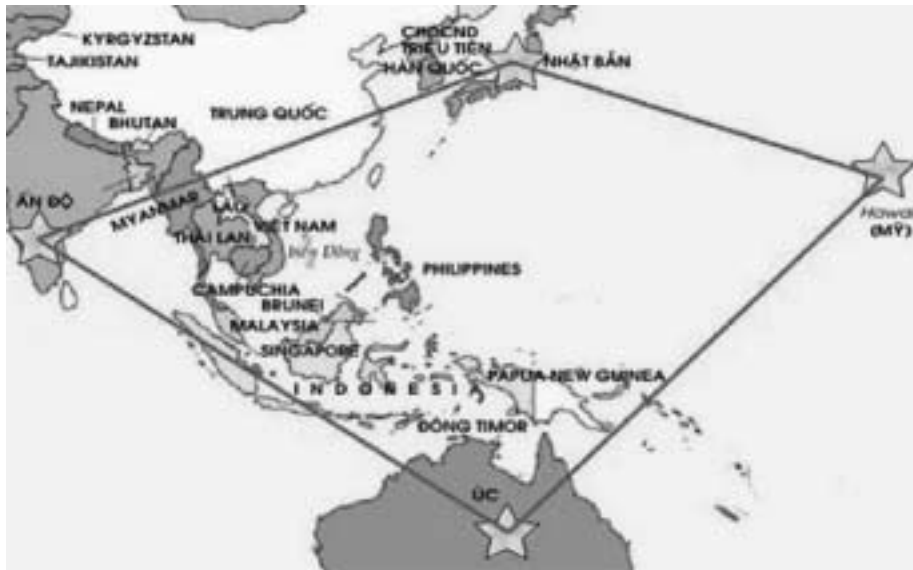 KYRGYZSTAN
TAJIKISTAN
CHDCND
TRIỀU TIÊN
HÀN QUỐC
NHẬT BẢN
NEPAL
BHUTAN
TRUNG QUỐC
ẤN ĐỘ
MYANMAR
LÀO
VIỆT NAM
THÁI LAN
Biển Đông
Hawai
(MỸ)
CAMPUCHIA
PHILIPPINES
BRUNEI
MALAYSIA
SINGAPORE
PAPUA NEW GUINEA
INDONESIA
ĐÔNG TIMOR
ÚC